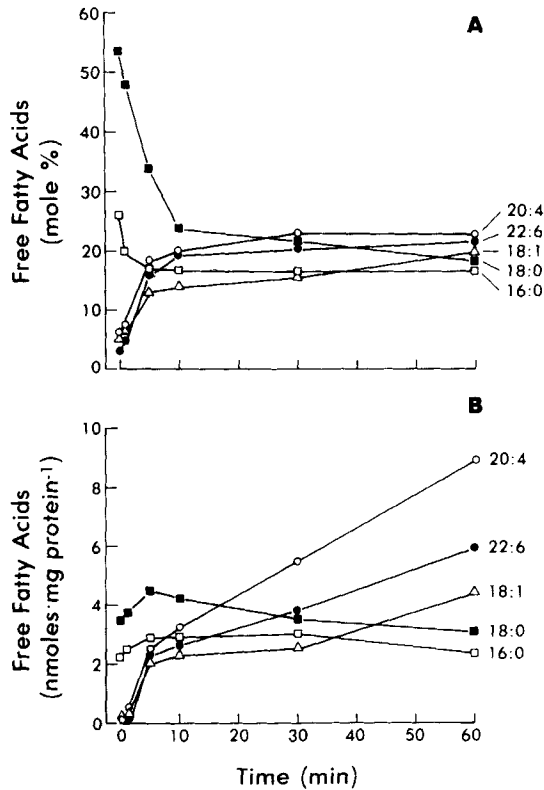 A
Free Fatty Acids
(mole %)
60
50
40
30
20
10
0
20:4
22:6
18:1
18:0
16:0
B
Free Fatty Acids
(nmoles·mg protein-1)
10
8
6
4
2
0
20:4
22:6
18:1
18:0
16:0
0 10 20 30 40 50 60
Time (min)